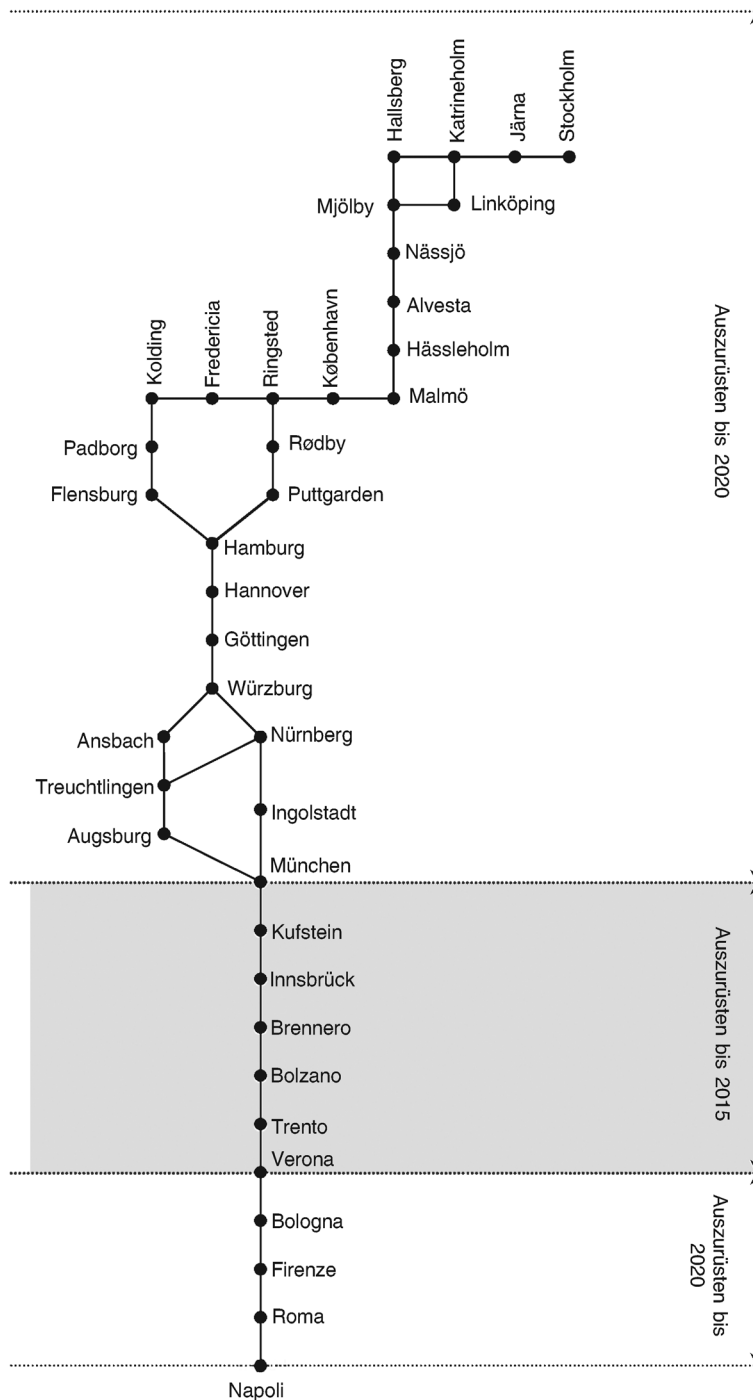 Hallsberg
Katrineholm
Järna
Stockholm
Mjölby
Linköping
Nässjö
Alvesta
Hässleholm
Malmö
Kolding
Fredericia
Ringsted
København
Padborg
Rødby
Flensburg
Puttgarden
Hamburg
Hannover
Göttingen
Würzburg
Ansbach
Nürnberg
Treuchtlingen
Ingolstadt
Augsburg
München
Auszurüsten bis 2020
Kufstein
Innsbrück
Brennero
Bolzano
Trento
Verona
Auszurüsten bis 2015
Bologna
Firenze
Roma
Napoli
Auszurüsten bis
2020